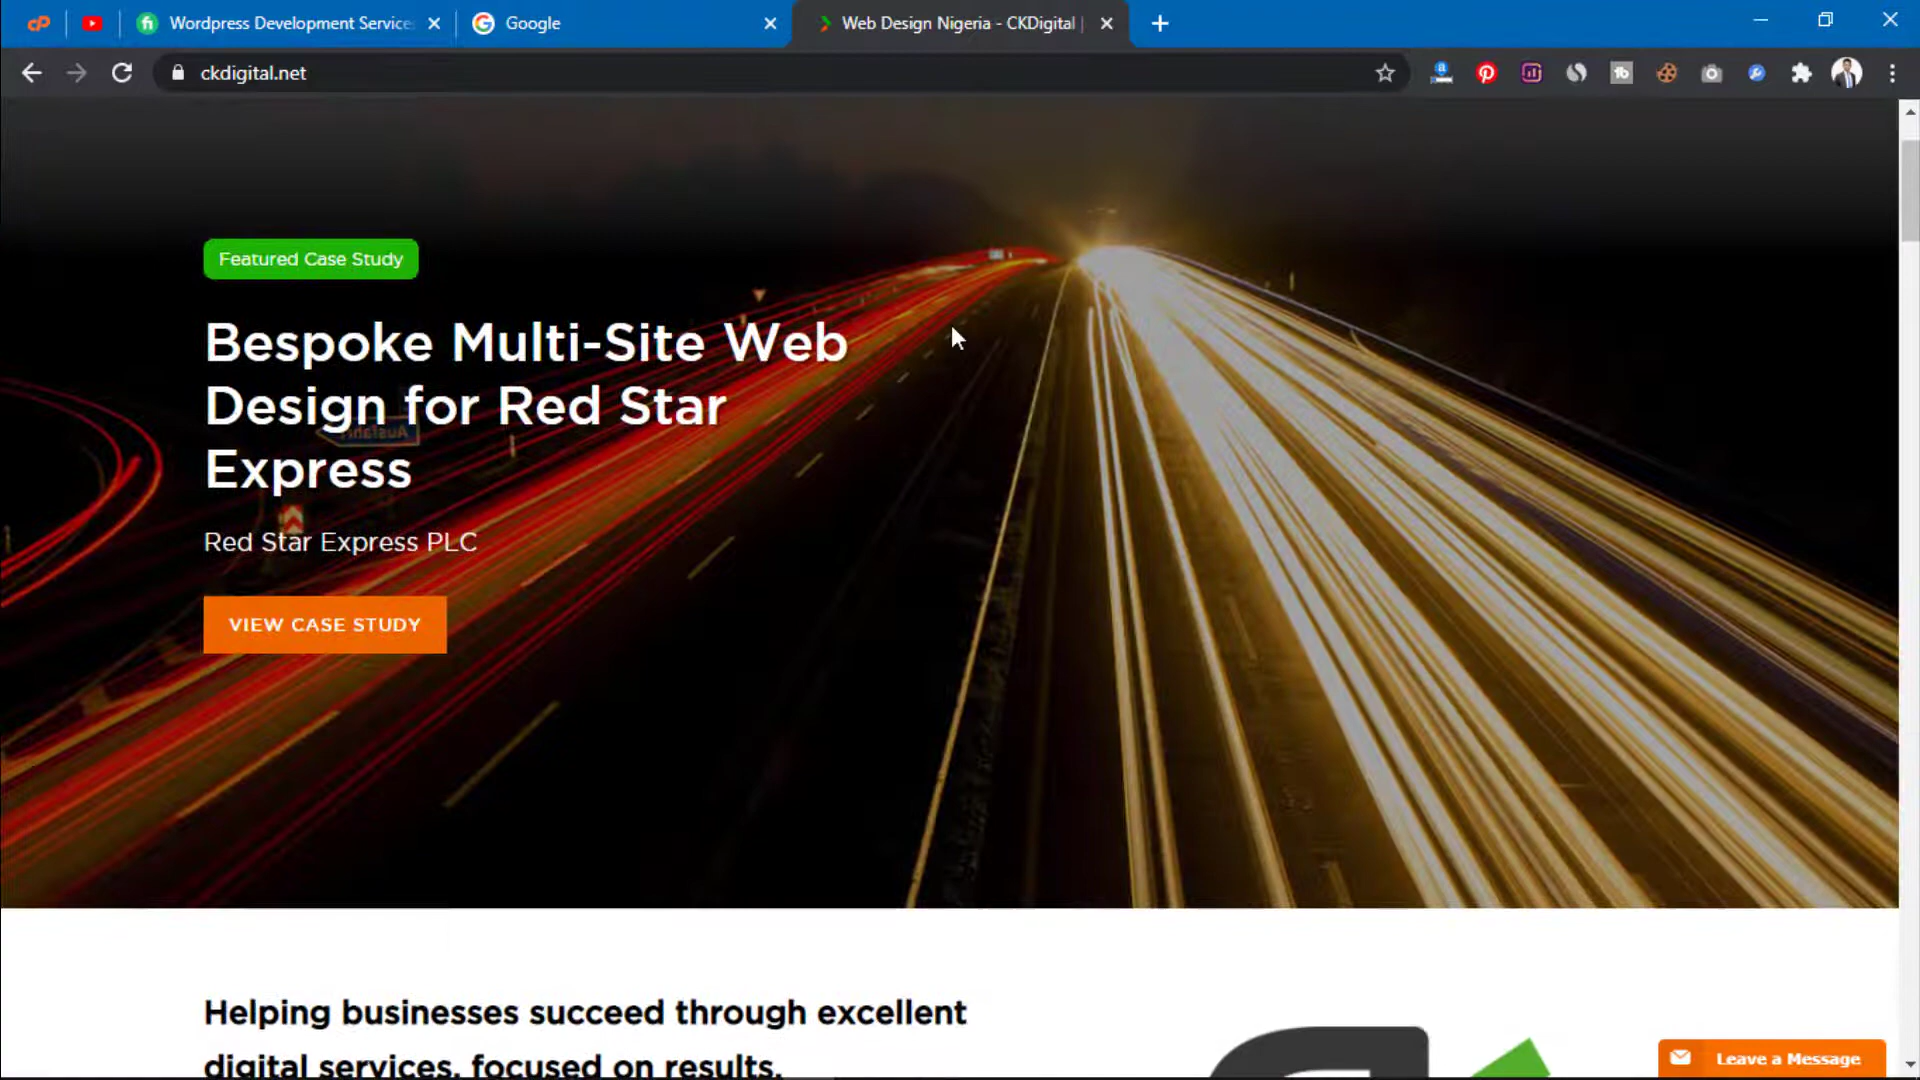 Wordpress Development Service
Google
Web Design Nigeria - CKDigital |
ckdigital.net
Featured Case Study
Bespoke Multi-Site Web
Design for Red Star
Express
Red Star Express PLC
VIEW CASE STUDY
Helping businesses succeed through excellent
digital services, focused on results.
Leave a Message